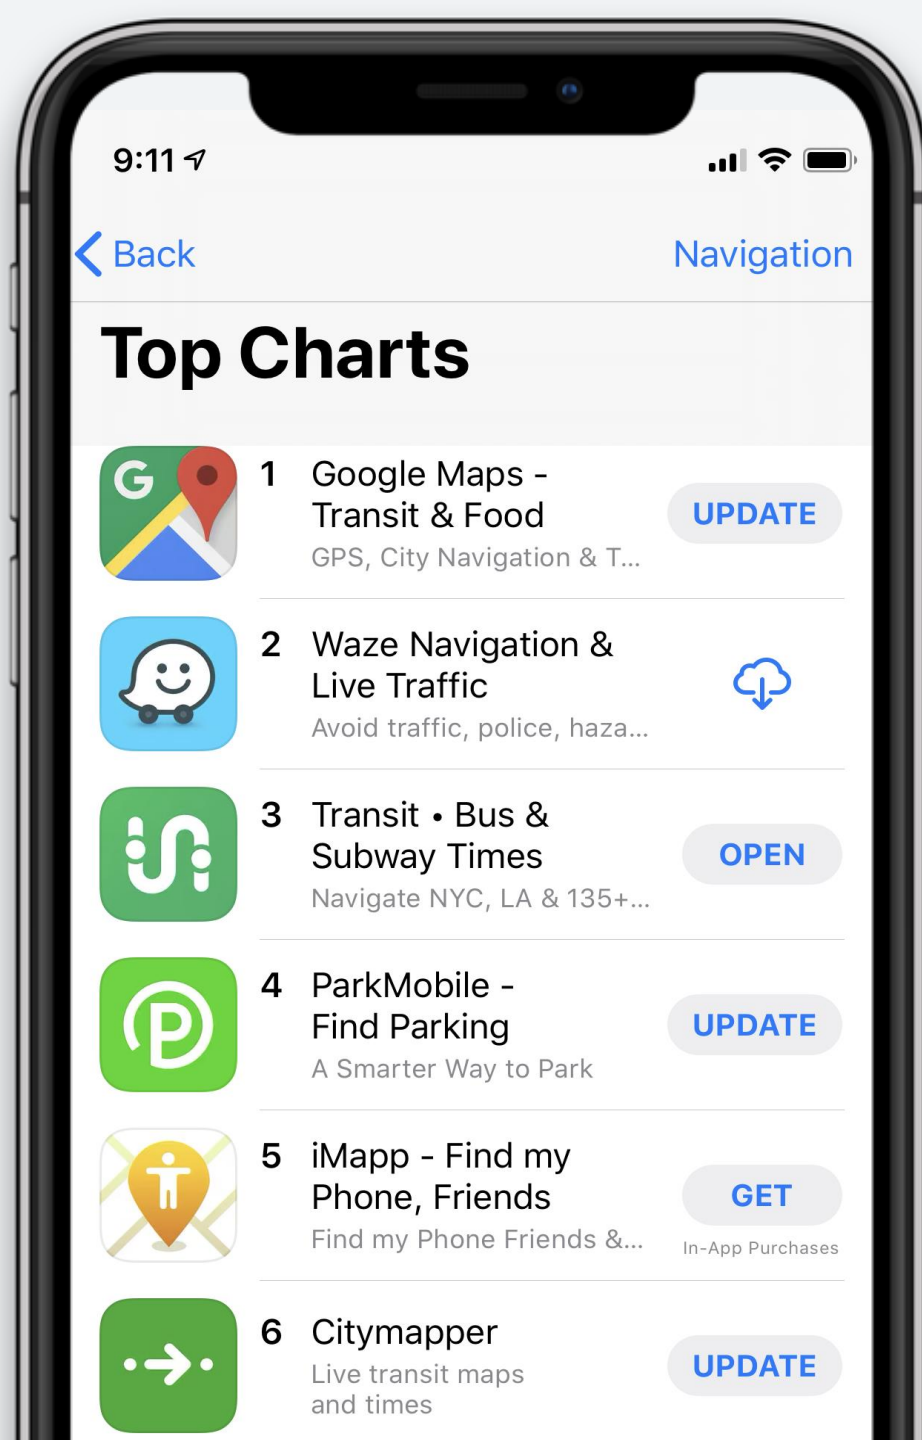 9:11
Back
Navigation
Top Charts
G
1
Google Maps -
Transit & Food
GPS, City Navigation & T...
UPDATE
2
Waze Navigation &
Live Traffic
Avoid traffic, police, haza...
3
Transit • Bus &
Subway Times
Navigate NYC, LA & 135+...
OPEN
P
4
ParkMobile -
Find Parking
A Smarter Way to Park
UPDATE
5
iMapp - Find my
Phone, Friends
Find my Phone Friends &...
GET
In-App Purchases
6
Citymapper
Live transit maps
and times
UPDATE